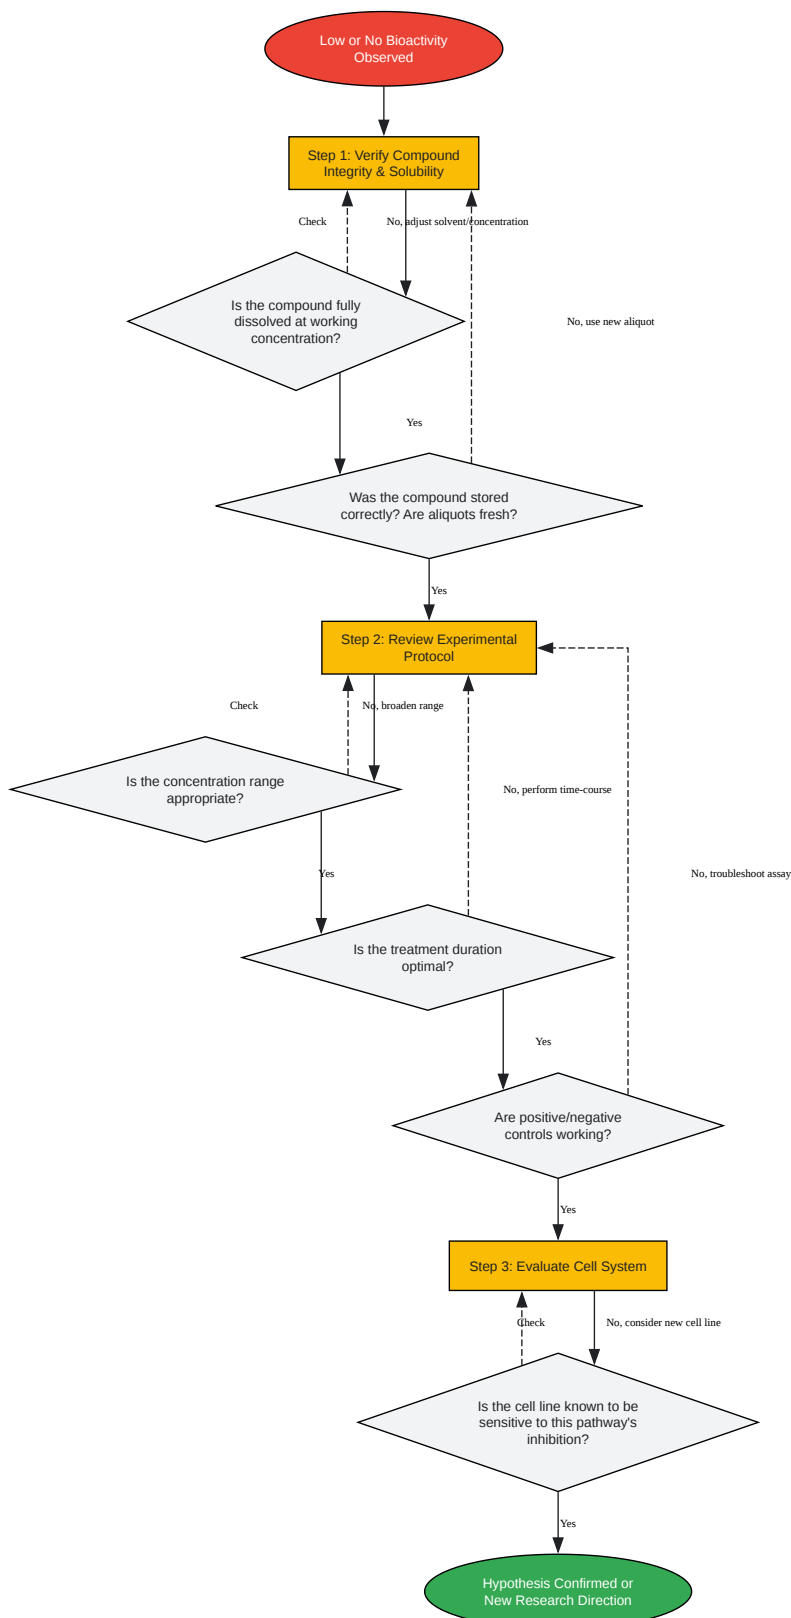 Low or No Bioactivity
Observed
Step 1: Verify Compound
Integrity & Solubility
Check
No, adjust solvent/concentration
Is the compound fully
dissolved at working
concentration?
No, use new aliquot
Yes
Was the compound stored
correctly? Are aliquots fresh?
Yes
Step 2: Review Experimental
Protocol
Check
No, broaden range
Is the concentration range
appropriate?
No, perform time-course
Yes
No, troubleshoot assay
Is the treatment duration
optimal?
Yes
Are positive/negative
controls working?
Yes
Step 3: Evaluate Cell System
Check
No, consider new cell line
Is the cell line known to be
sensitive to this pathway's
inhibition?
Yes
Hypothesis Confirmed or
New Research Direction